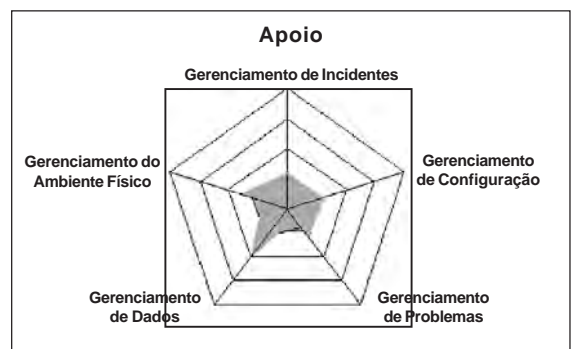 Apoio
Gerenciamento de Incidentes
Gerenciamento do
Ambiente Físico
Gerenciamento
de Configuração
Gerenciamento
de Dados
Gerenciamento
de Problemas